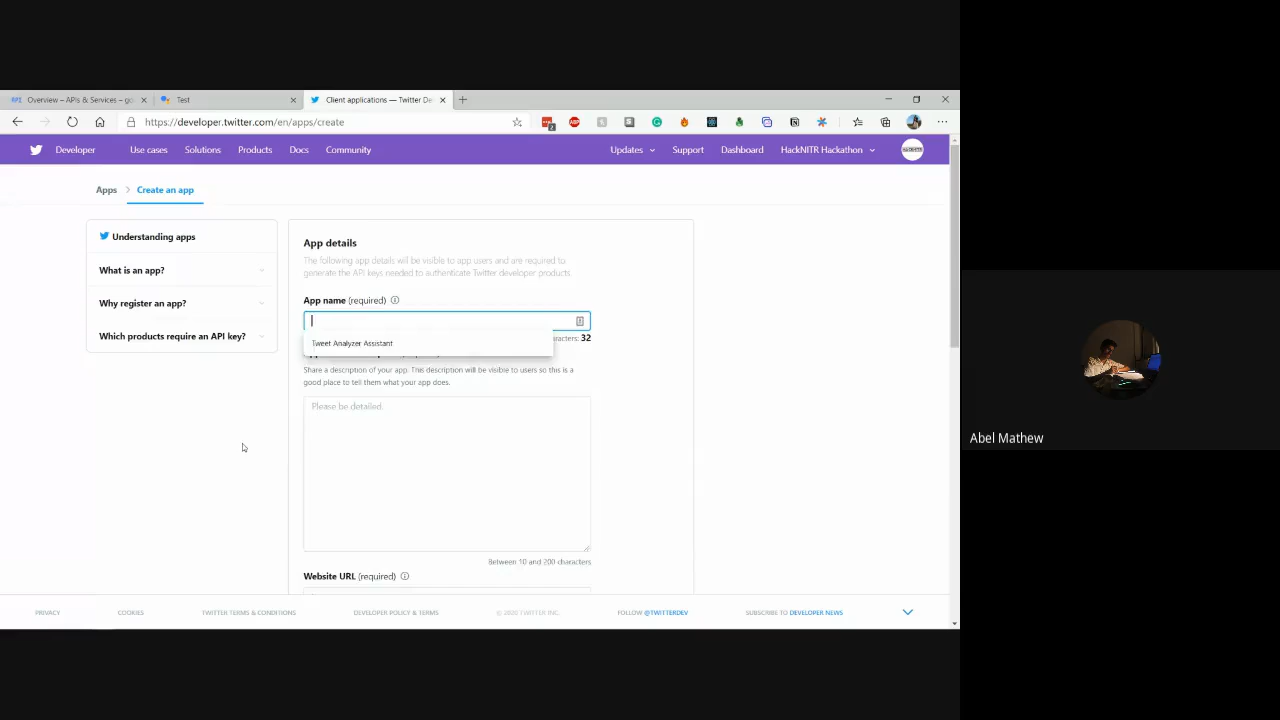 Overview – APIs & Services – go
Test
Client applications — Twitter De
https://developer.twitter.com/en/apps/create
Developer
Use cases
Solutions
Products
Docs
Community
Updates
Support
Dashboard
HackNITR Hackathon
Apps
Create an app
Understanding apps
What is an app?
Why register an app?
Which products require an API key?
App details
The following app details will be visible to app users and are required to
generate the API keys needed to authenticate Twitter developer products.
App name (required)
Tweet Analyzer Assistant
aracters: 32
Share a description of your app. This description will be visible to users so this is a
good place to tell them what your app does.
Please be detailed.
Between 10 and 200 characters
Website URL (required)
PRIVACY
COOKIES
TWITTER TERMS & CONDITIONS
DEVELOPER POLICY & TERMS
© 2020 TWITTER INC.
FOLLOW @TWITTERDEV
SUBSCRIBE TO DEVELOPER NEWS
Abel Mathew